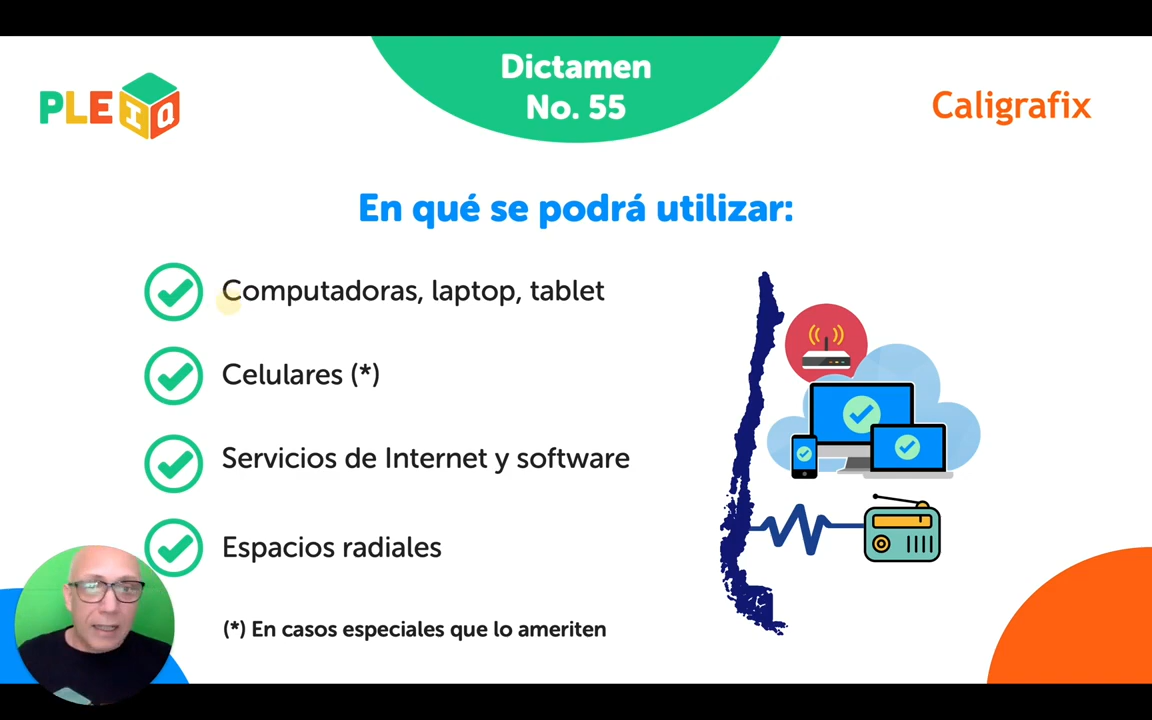 Dictamen
No. 55
PLEIQ
Caligrafix
En qué se podrá utilizar:
Computadoras, laptop, tablet
Celulares (*)
Servicios de Internet y software
Espacios radiales
(*) En casos especiales que lo ameriten